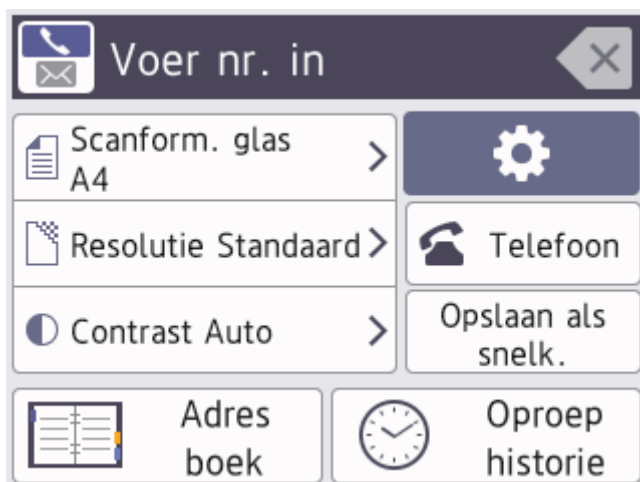 Voer nr. in
Scanform. glas
A4
Resolutie Standaard
Contrast Auto
Telefoon
Opslaan als
snelk.
Adres
boek
Oproep
historie